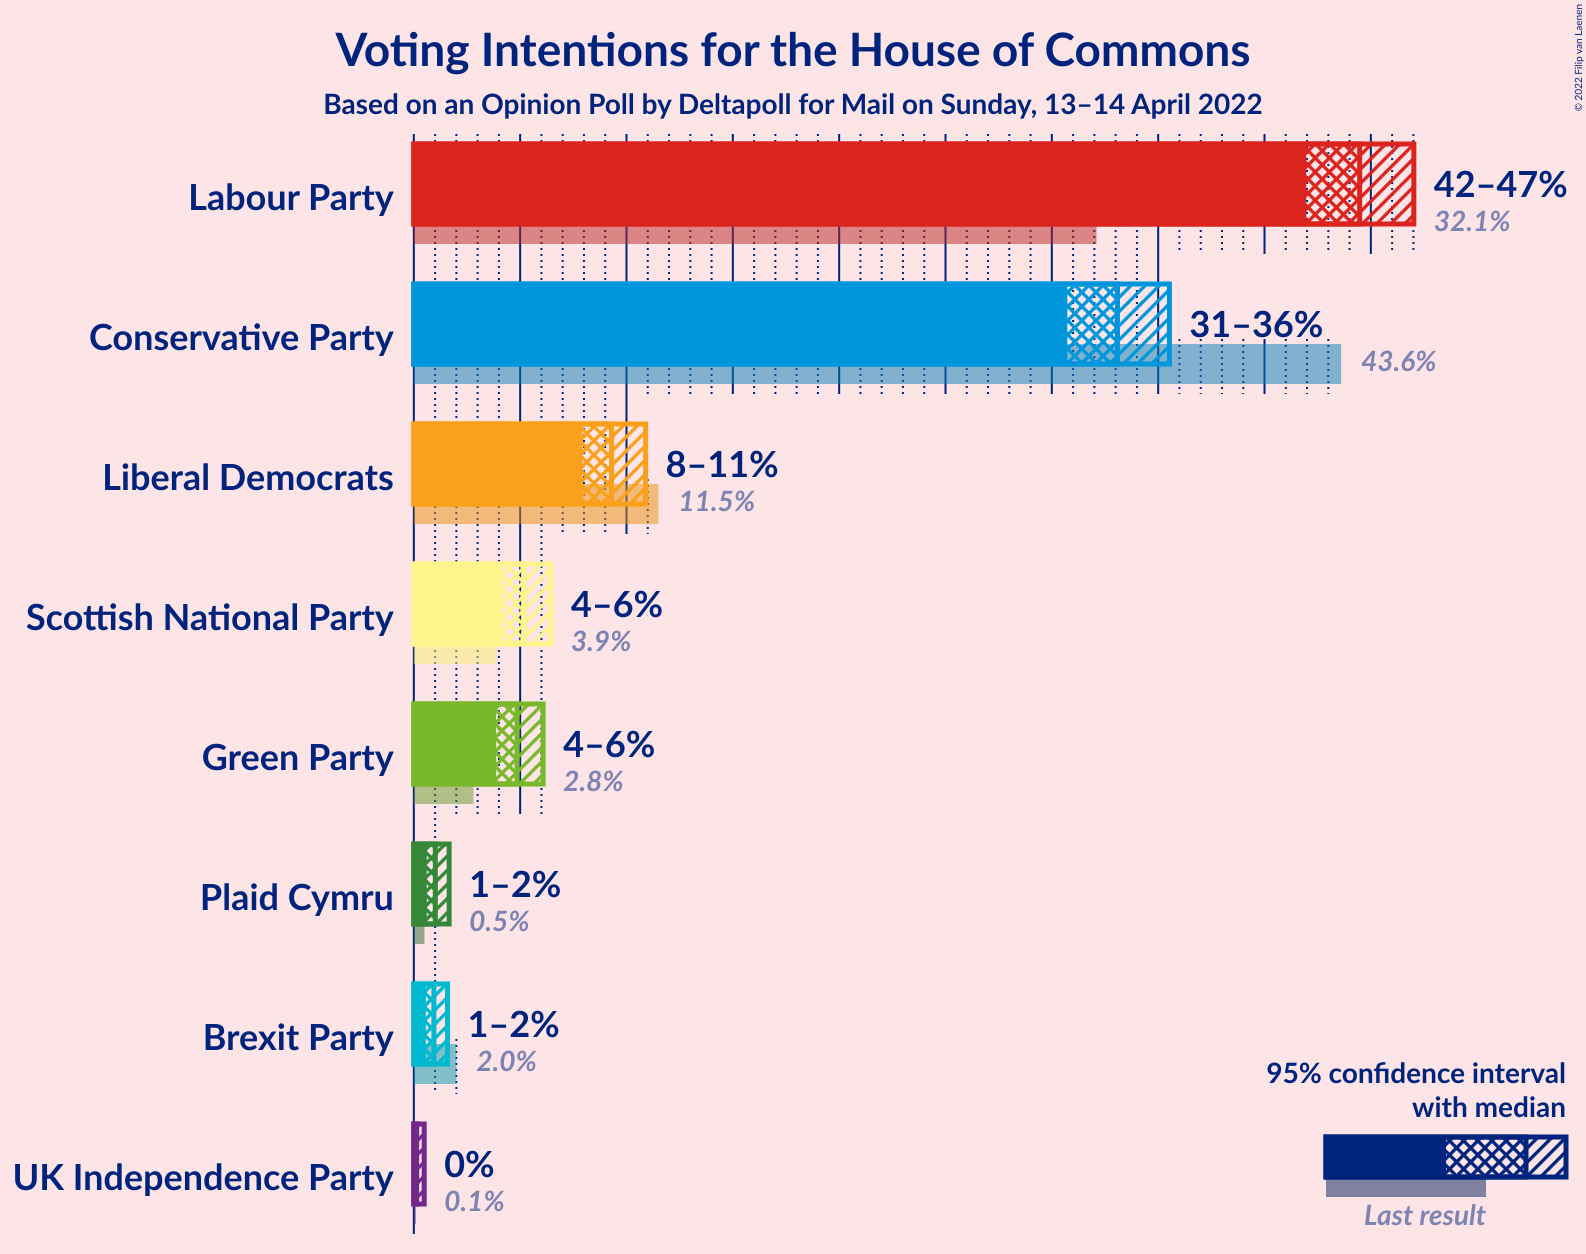 Voting Intentions for the House of Commons
Based on an Opinion Poll by Deltapoll for Mail on Sunday, 13–14 April 2022
© 2022 Filip van Laenen
Labour Party
42–47%
32.1%
Conservative Party
31–36%
43.6%
Liberal Democrats
8–11%
11.5%
Scottish National Party
4–6%
3.9%
Green Party
4–6%
2.8%
Plaid Cymru
1–2%
0.5%
Brexit Party
1–2%
2.0%
UK Independence Party
0%
0.1%
95% confidence interval
with median
Last result